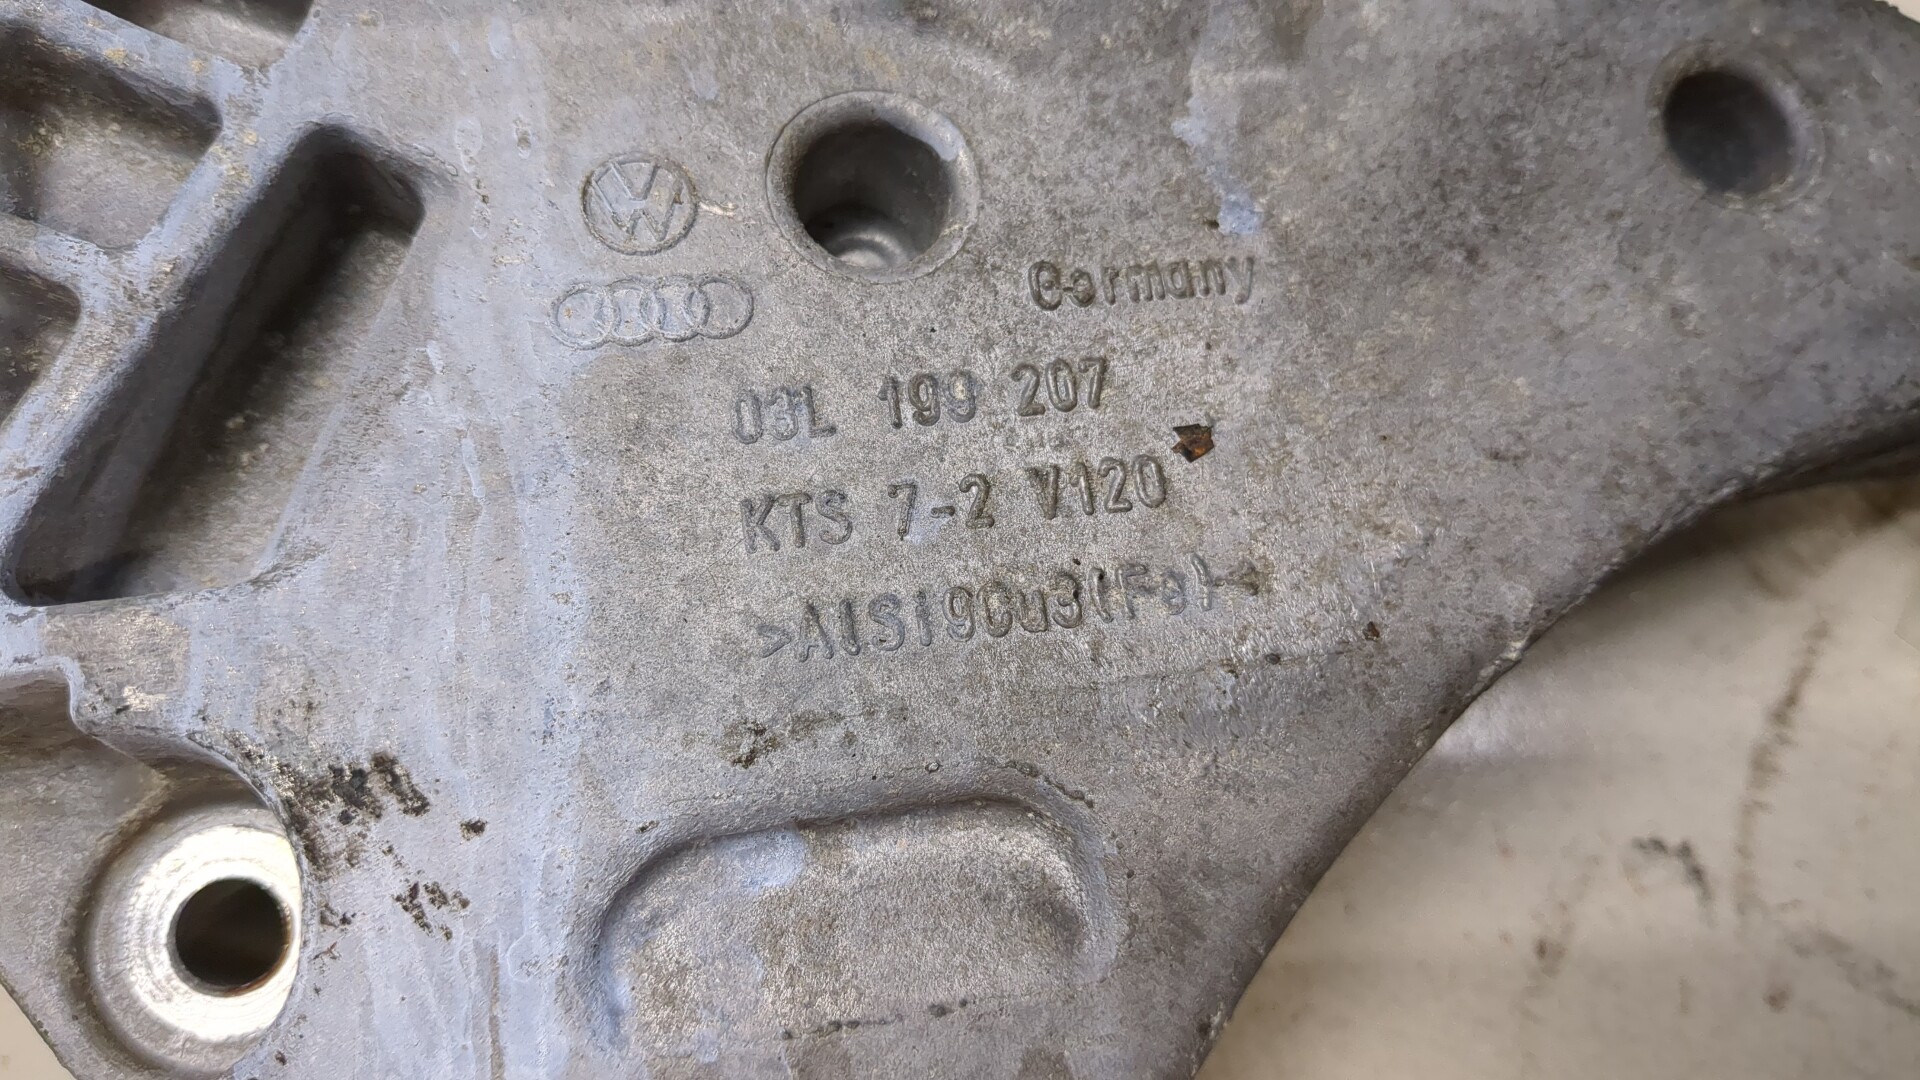 Germany
03L 199 207
KTS 7-2 V120
>AlSi9Cu3(Fe)<